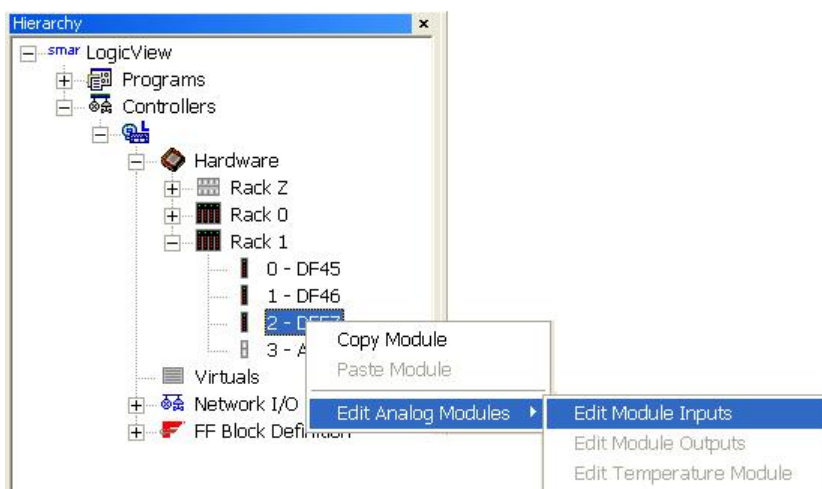 Hierarchy
smar LogicView
Programs
Controllers
Hardware
Rack Z
Rack 0
Rack 1
0 - DF45
1 - DF46
2 -
3 - A
Copy Module
Paste Module
Virtuals
Network I/O
Edit Analog Modules
Edit Module Inputs
FF Block
Edit Module Outputs
Edit Temperature Module